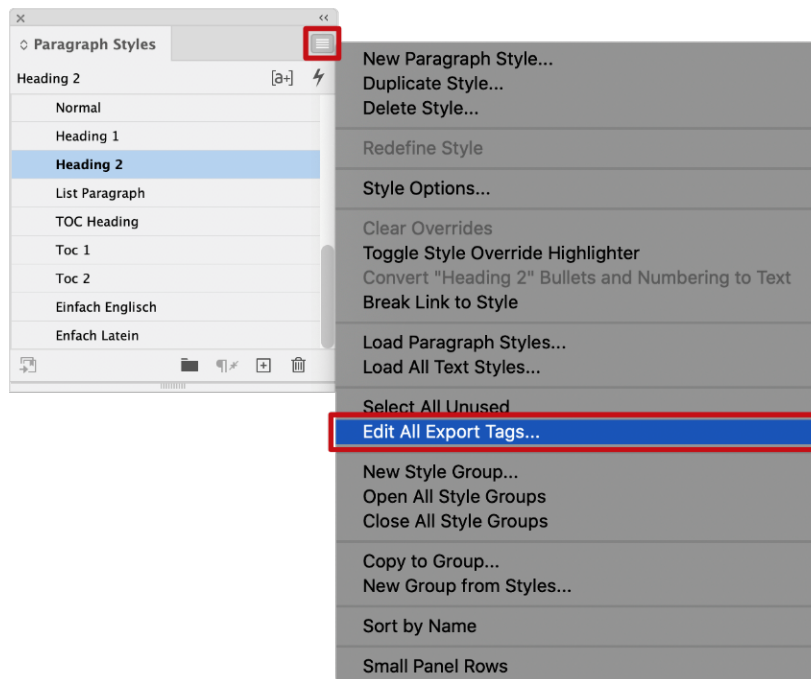 Paragraph Styles
Heading 2
[a+]
Normal
Heading 1
Heading 2
List Paragraph
TOC Heading
Toc 1
Toc 2
Einfach Englisch
Enfach Latein
New Paragraph Style...
Duplicate Style...
Delete Style...
Redefine Style
Style Options...
Clear Overrides
Toggle Style Override Highlighter
Convert "Heading 2" Bullets and Numbering to Text
Break Link to Style
Load Paragraph Styles...
Load All Text Styles...
Select All Unused
Edit All Export Tags...
New Style Group...
Open All Style Groups
Close All Style Groups
Copy to Group...
New Group from Styles...
Sort by Name
Small Panel Rows